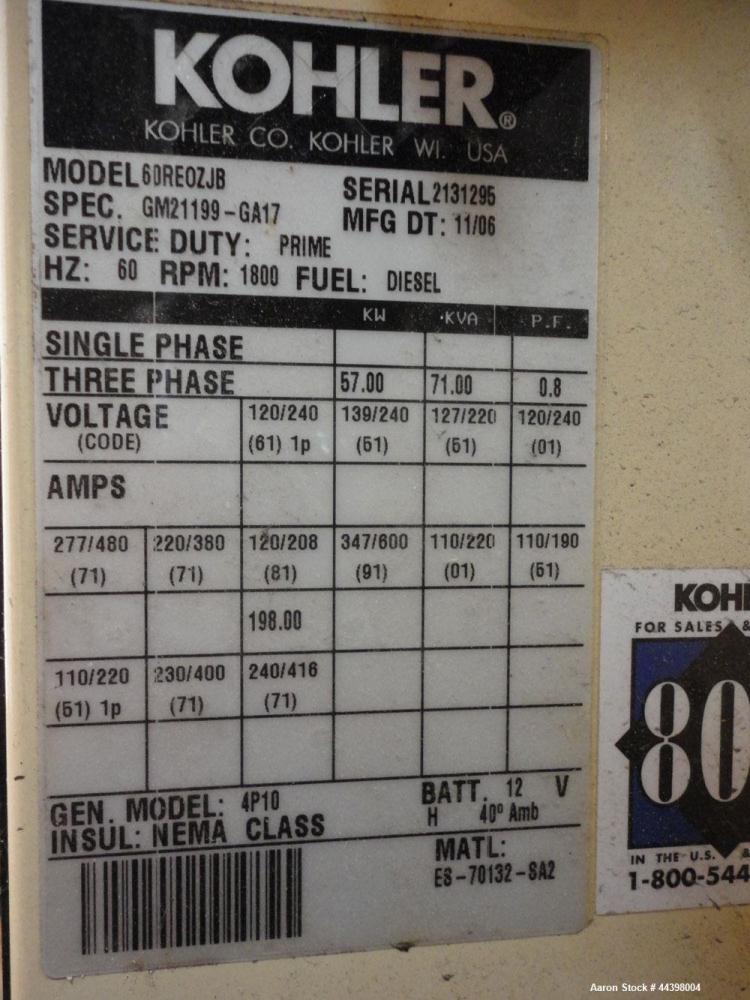 KOHLER®
KOHLER CO. KOHLER WI. USA
MODEL 60REOZJB
SERIAL 2131295
SPEC. GM21199-GA17
MFG DT: 11/06
SERVICE DUTY: PRIME
HZ: 60 RPM: 1800 FUEL: DIESEL
KW KVA P.F.
SINGLE PHASE
THREE PHASE 57.00 71.00 0.8
VOLTAGE 120/240 139/240 127/220 120/240
(CODE) (61) 1p (51) (61) (01)
AMPS
277/480 220/380 120/208 347/600 110/220 110/190
(71) (71) (81) (91) (01) (61)
198.00
110/220 230/400 240/416
(51) 1p (71) (71)
GEN. MODEL: 4P10 BATT. 12 V
INSUL: NEMA CLASS H 40º Amb
MATL:
ES-70132-SA2
KOH
FOR SALES &
80
IN THE U.S. &
1-800-544
Aaron Stock # 44398004